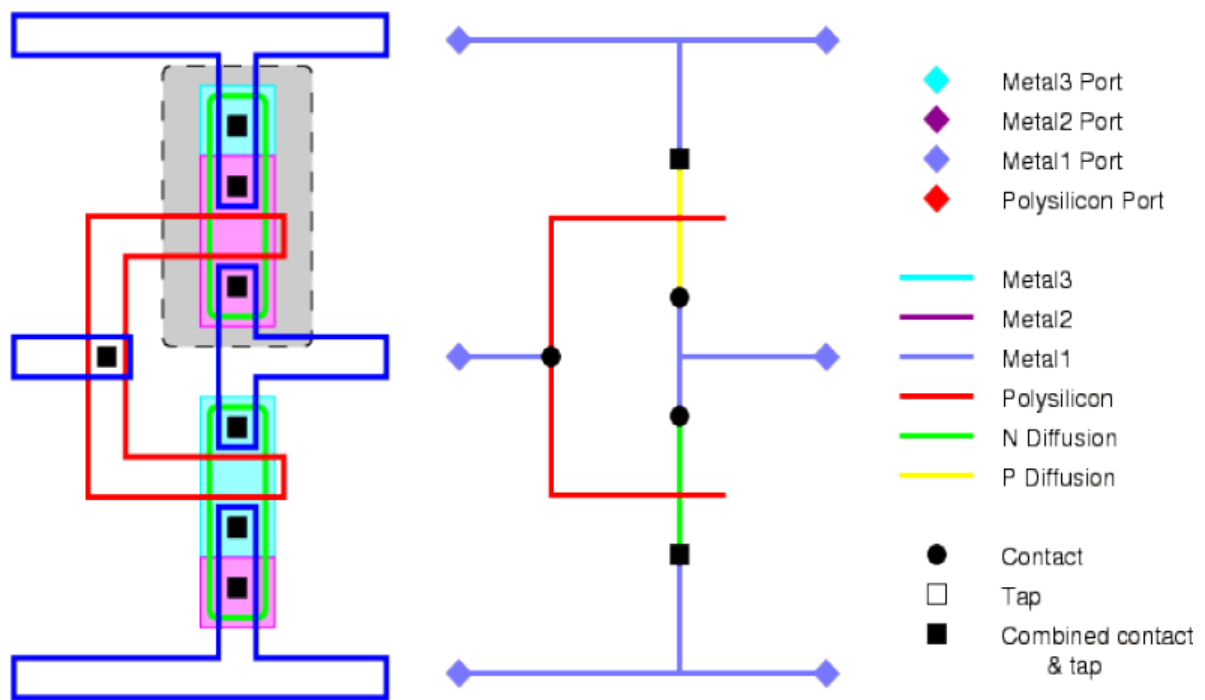 Metal3 Port
Metal2 Port
Metal1 Port
Polysilicon Port
Metal3
Metal2
Metal1
Polysilicon
N Diffusion
P Diffusion
Contact
Tap
Combined contact
& tap